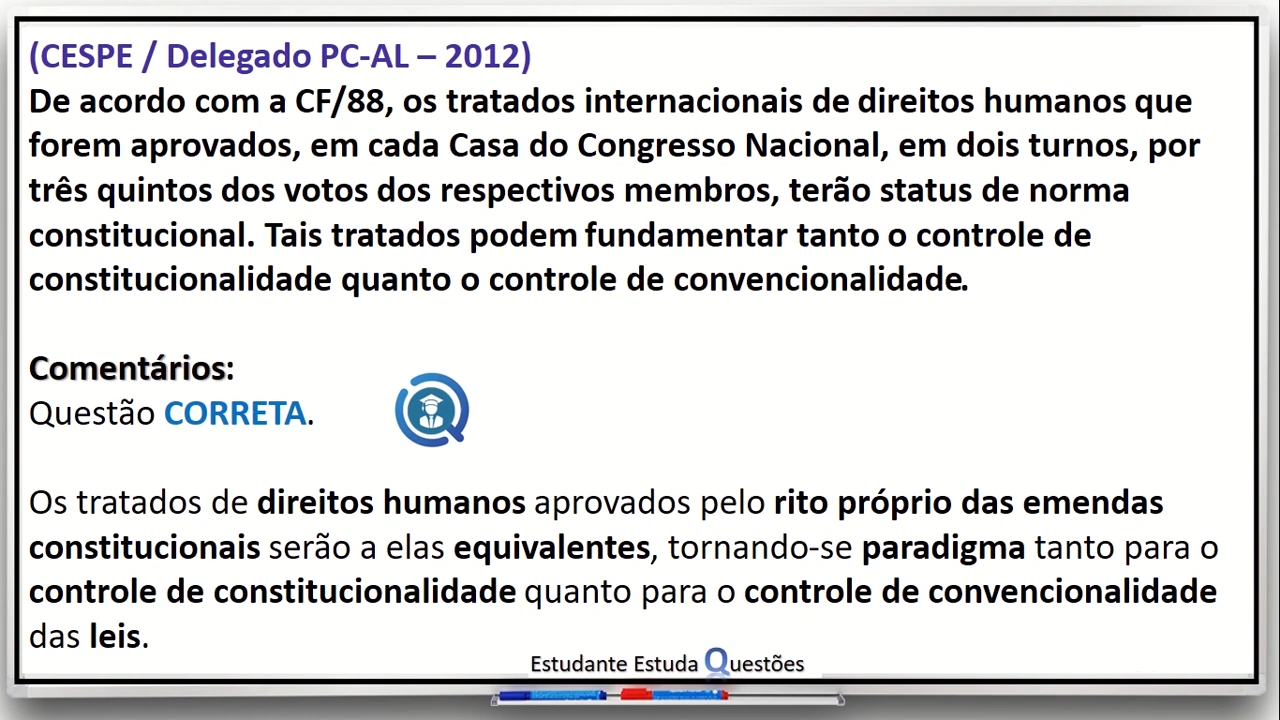 (CESPE / Delegado PC-AL – 2012)
De acordo com a CF/88, os tratados internacionais de direitos humanos que
forem aprovados, em cada Casa do Congresso Nacional, em dois turnos, por
três quintos dos votos dos respectivos membros, terão status de norma
constitucional. Tais tratados podem fundamentar tanto o controle de
constitucionalidade quanto o controle de convencionalidade.
Comentários:
Questão CORRETA.
Os tratados de direitos humanos aprovados pelo rito próprio das emendas
constitucionais serão a elas equivalentes, tornando-se paradigma tanto para o
controle de constitucionalidade quanto para o controle de convencionalidade
das leis.
Estudante Estuda Questões